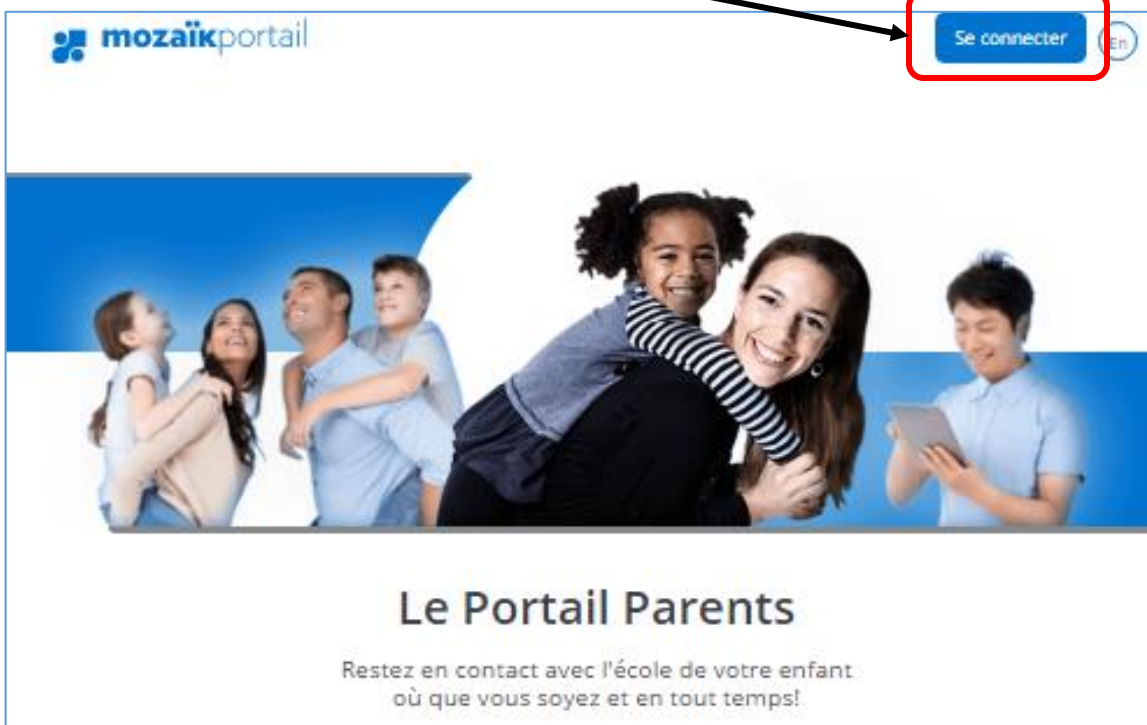 mozaïkportail
Se connecter
En
Le Portail Parents
Restez en contact avec l'école de votre enfant
où que vous soyez et en tout temps!